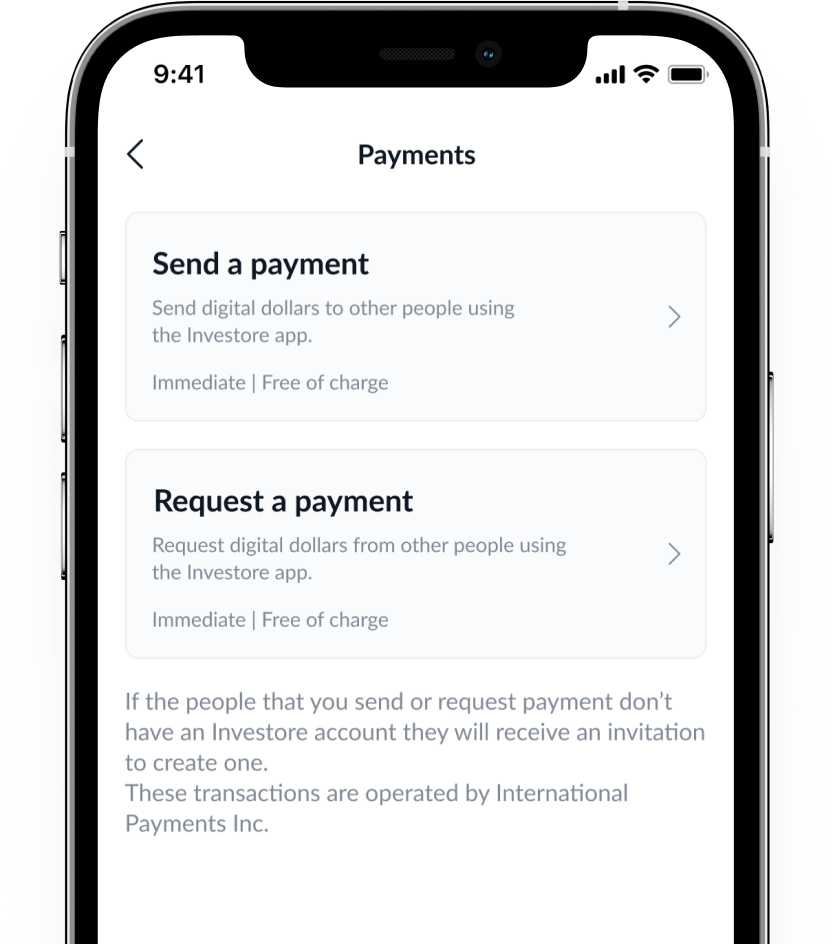 9:41
Payments
Send a payment
Send digital dollars to other people using
the Investore app.
Immediate | Free of charge
Request a payment
Request digital dollars from other people using
the Investore app.
Immediate | Free of charge
If the people that you send or request payment don’t
have an Investore account they will receive an invitation
to create one.
These transactions are operated by International
Payments Inc.